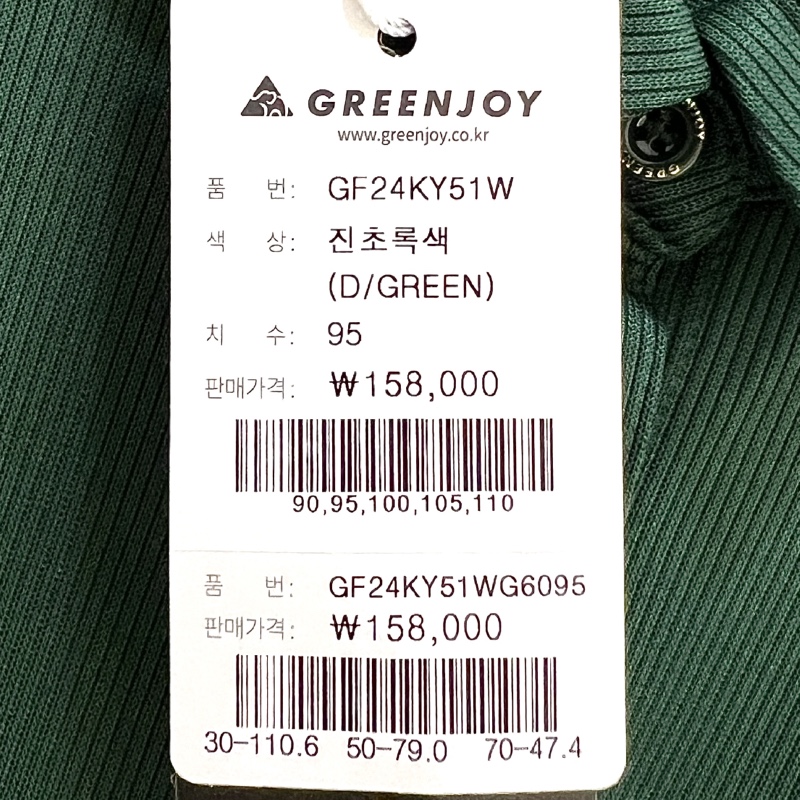 GREENJOY
www.greenjoy.co.kr
품 번: GF24KY51W
색 상: 진초록색
(D/GREEN)
치 수: 95
판매가격: ₩158,000
90,95,100,105,110
품 번: GF24KY51WG6095
판매가격: ₩158,000
30-110.6 50-79.0 70-47.4